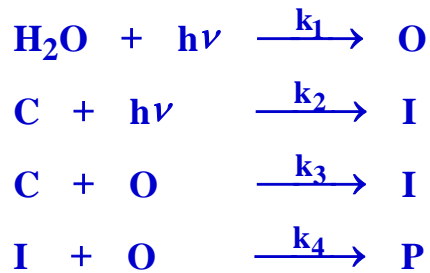 H₂O + hν —k₁→ O
C + hν —k₂→ I
C + O —k₃→ I
I + O —k₄→ P